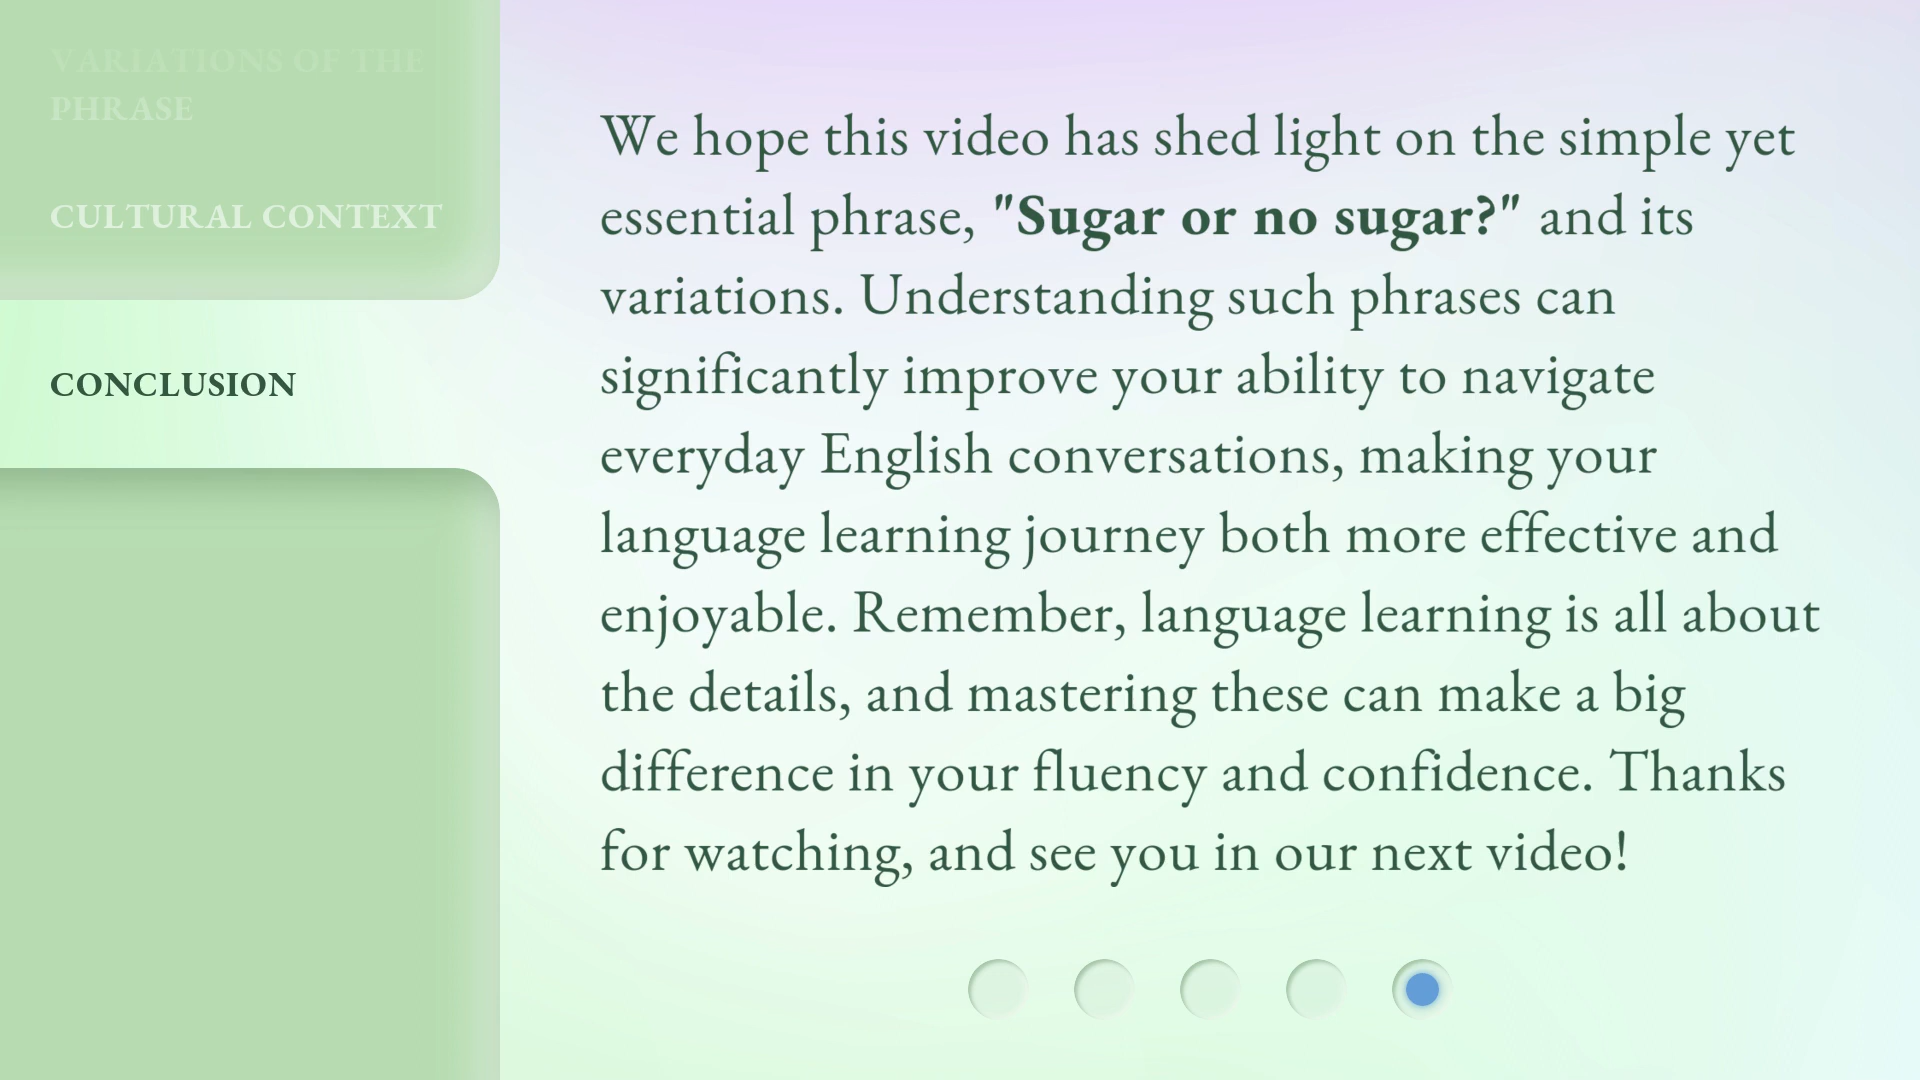 VARIATIONS OF THE
PHRASE
CULTURAL CONTEXT
CONCLUSION
We hope this video has shed light on the simple yet
essential phrase, "Sugar or no sugar?" and its
variations. Understanding such phrases can
significantly improve your ability to navigate
everyday English conversations, making your
language learning journey both more effective and
enjoyable. Remember, language learning is all about
the details, and mastering these can make a big
difference in your fluency and confidence. Thanks
for watching, and see you in our next video!